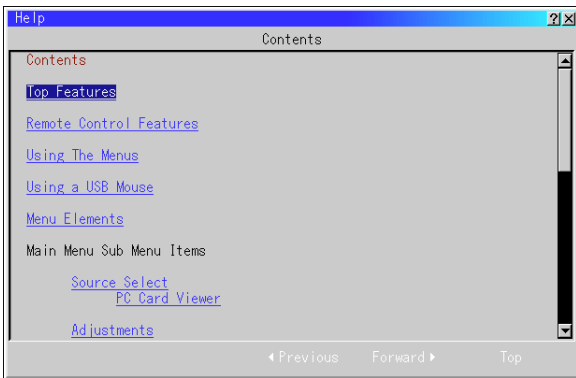 Help
Contents
Contents
Top Features
Remote Control Features
Using The Menus
Using a USB Mouse
Menu Elements
Main Menu Sub Menu Items
Source Select
PC Card Viewer
Adjustments
Previous Forward Top